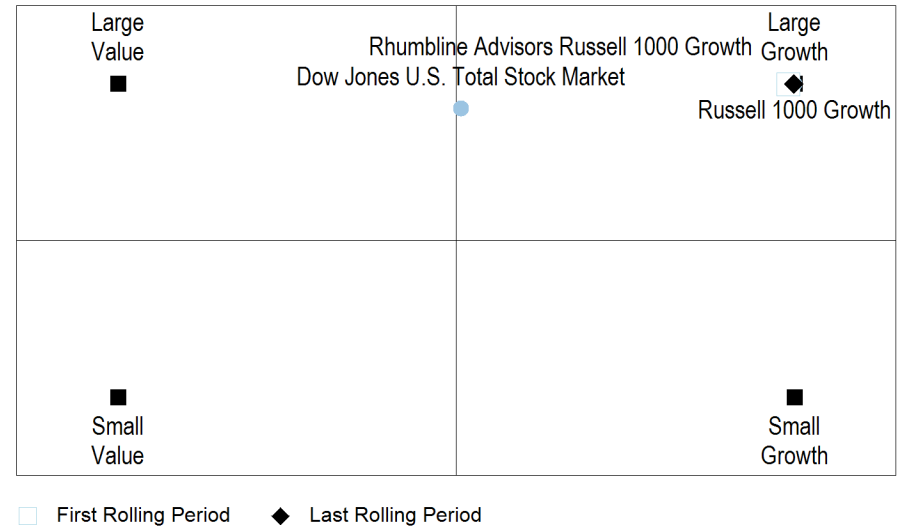 Large
Value
Large
Growth
Rhumbline Advisors Russell 1000 Growth
Dow Jones U.S. Total Stock Market
Russell 1000 Growth
Small
Value
Small
Growth
First Rolling Period
Last Rolling Period